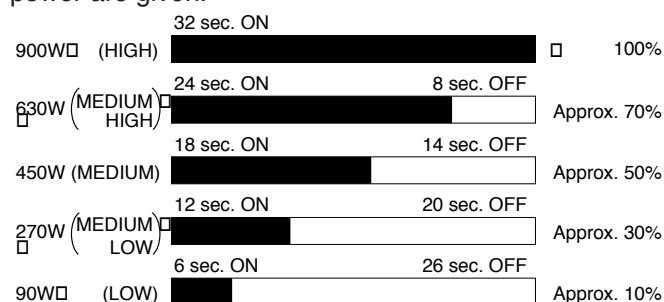 power are given.
32 sec. ON
900W (HIGH) 100%
24 sec. ON 8 sec. OFF
630W (MEDIUM HIGH) Approx. 70%
18 sec. ON 14 sec. OFF
450W (MEDIUM) Approx. 50%
12 sec. ON 20 sec. OFF
270W (MEDIUM LOW) Approx. 30%
6 sec. ON 26 sec. OFF
90W (LOW) Approx. 10%